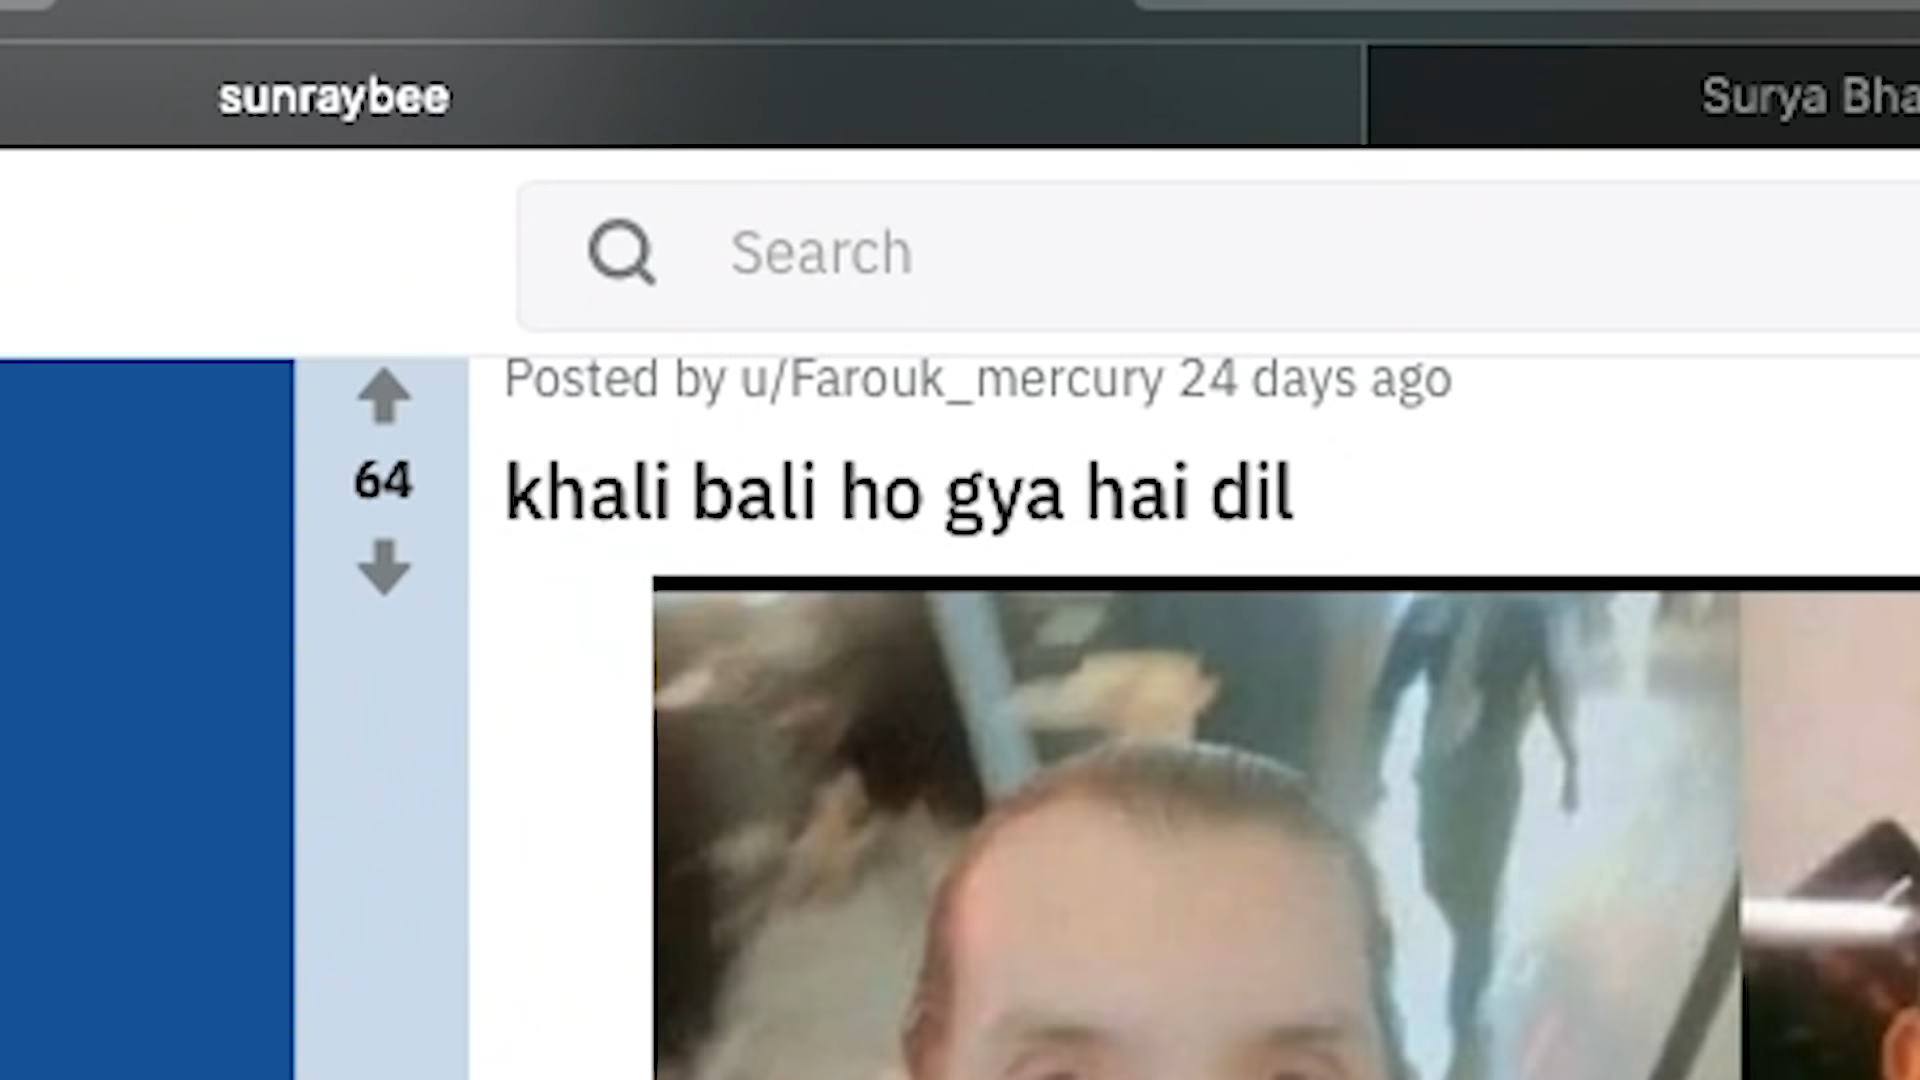 sunraybee
Surya Bha
Search
Posted by u/Farouk_mercury 24 days ago
64
khali bali ho gya hai dil